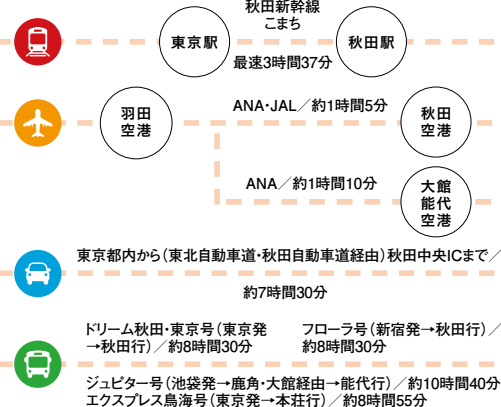 秋田新幹線
こまち
東京駅
秋田駅
最速3時間37分
羽田
空港
ANA・JAL／約1時間5分
秋田
空港
ANA／約1時間10分
大館
能代
空港
東京都内から（東北自動車道・秋田自動車道経由）秋田中央ICまで／
約7時間30分
ドリーム秋田・東京号（東京発
→秋田行）／約8時間30分
フローラ号（新宿発→秋田行）／
約8時間30分
ジュピター号（池袋発→鹿角・大館経由→能代行）／約10時間40分
エクスプレス鳥海号（東京発→本荘行）／約8時間55分